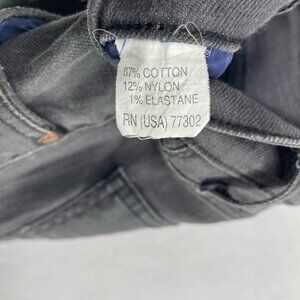 87% COTTON
12% NYLON
1% ELASTANE
RN (USA) 77302